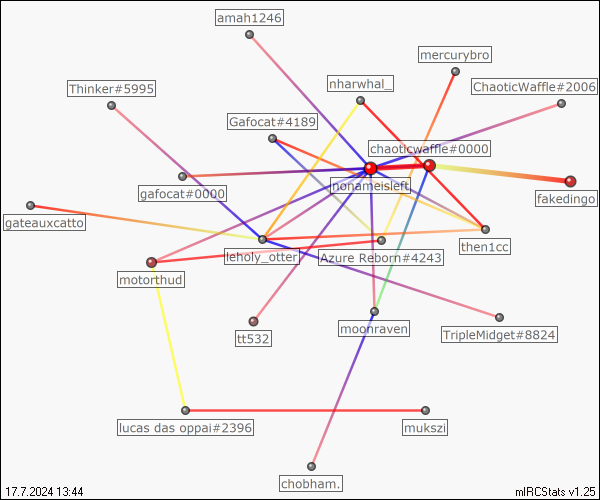 amah1246
mercurybro
Thinker#5995
nharwhal_
ChaoticWaffle#2006
Gafocat#4189
chaoticwaffle#0000
nonameisleft
gafocat#0000
fakedingo
gateauxcatto
leholy_otter
Azure Reborn#4243
then1cc
motorthud
tt532
moonraven
TripleMidget#8824
lucas das oppai#2396
mukszi
chobham.
17.7.2024 13:44
mIRCStats v1.25